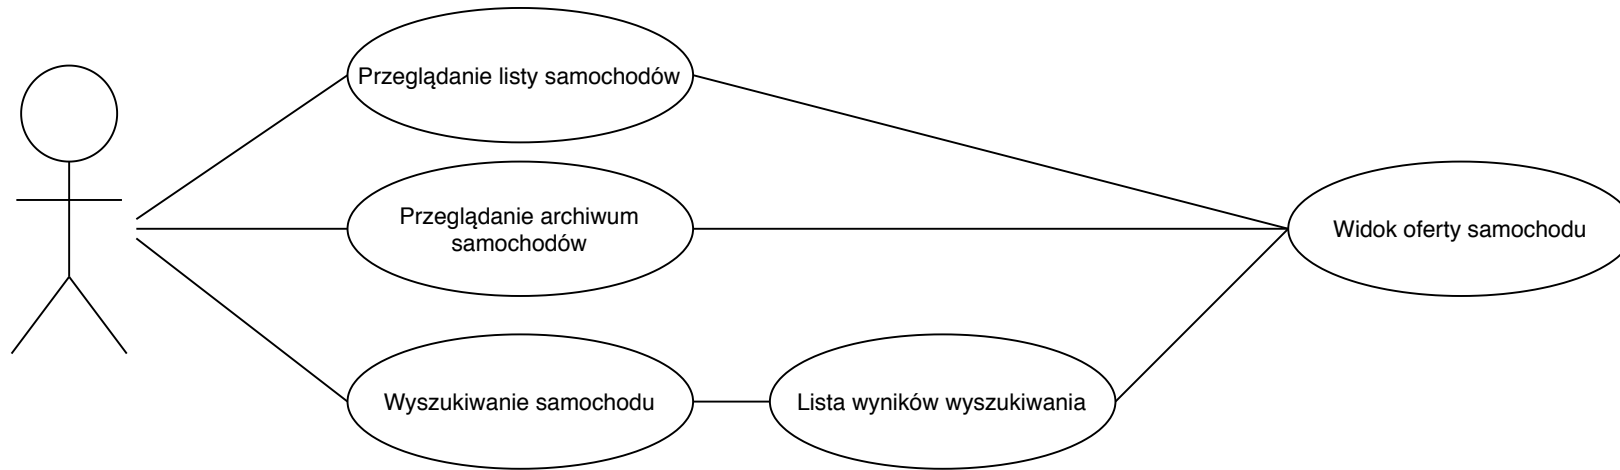 Przeglądanie listy samochodów
Przeglądanie archiwum
samochodów
Widok oferty samochodu
Wyszukiwanie samochodu
Lista wyników wyszukiwania